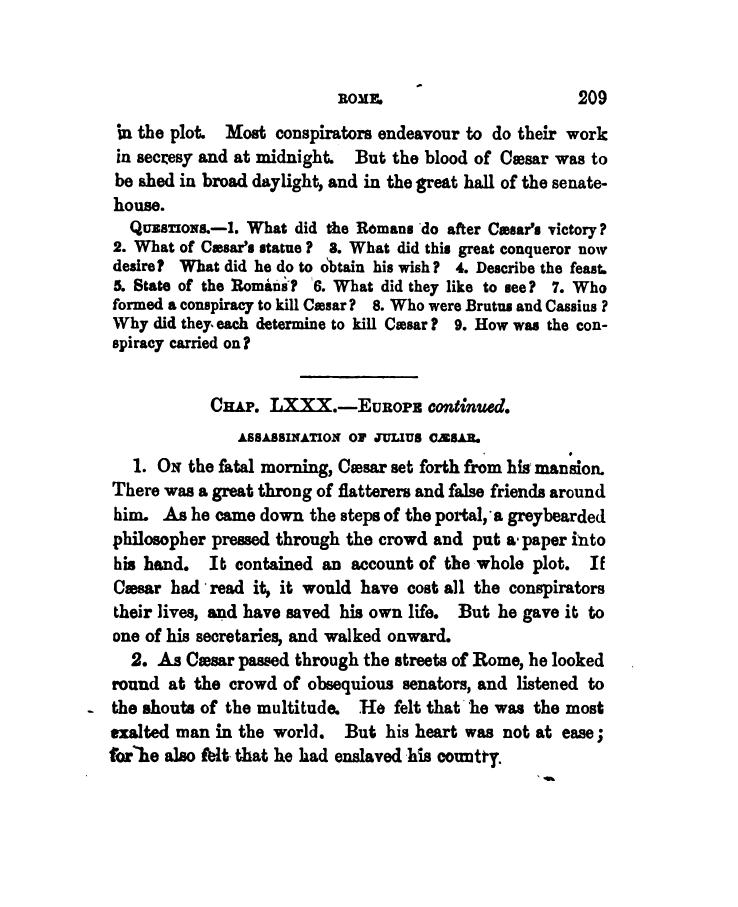 ROME. 209
in the plot. Most conspirators endeavour to do their work
in secresy and at midnight. But the blood of Cæsar was to
be shed in broad daylight, and in the great hall of the senate-
house.
QUESTIONS.—1. What did the Romans do after Cæsar's victory?
2. What of Cæsar's statue? 3. What did this great conqueror now
desire? What did he do to obtain his wish? 4. Describe the feast.
5. State of the Romans? 6. What did they like to see? 7. Who
formed a conspiracy to kill Cæsar? 8. Who were Brutus and Cassius?
Why did they each determine to kill Cæsar? 9. How was the con-
spiracy carried on?
CHAP. LXXX.—EUROPE continued.
ASSASSINATION OF JULIUS CÆSAR.
1. ON the fatal morning, Cæsar set forth from his mansion.
There was a great throng of flatterers and false friends around
him. As he came down the steps of the portal, a greybearded
philosopher pressed through the crowd and put a paper into
his hand. It contained an account of the whole plot. If
Cæsar had read it, it would have cost all the conspirators
their lives, and have saved his own life. But he gave it to
one of his secretaries, and walked onward.
2. As Cæsar passed through the streets of Rome, he looked
round at the crowd of obsequious senators, and listened to
the shouts of the multitude. He felt that he was the most
exalted man in the world. But his heart was not at ease;
for he also felt that he had enslaved his country.